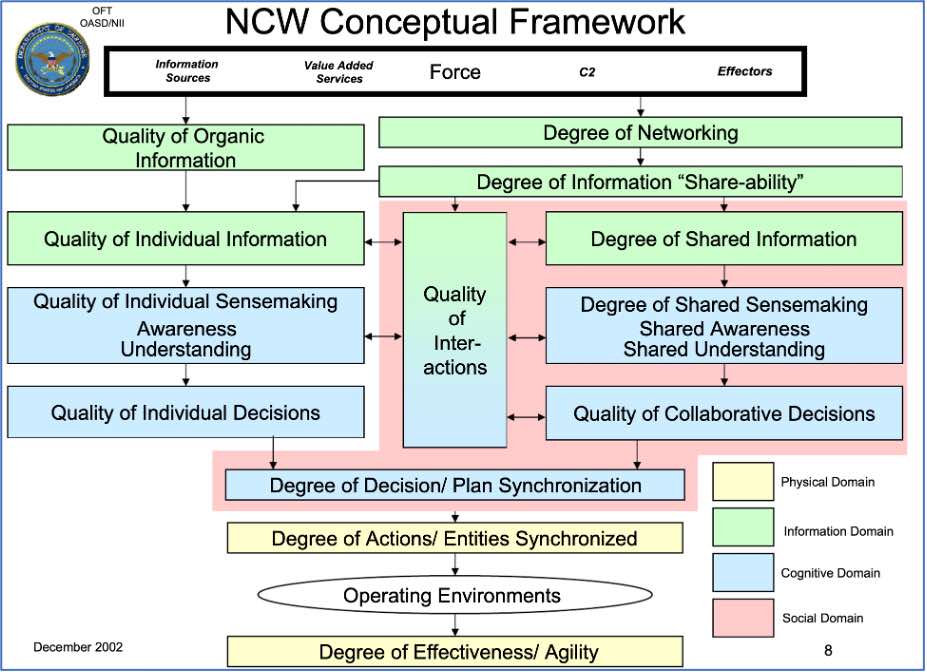 OFT
OASD/NII
NCW Conceptual Framework
Information
Sources
Value Added
Services
Force
C2
Effectors
Quality of Organic
Information
Degree of Networking
Degree of Information “Share-ability”
Quality of Individual Information
Degree of Shared Information
Quality
of
Inter-
actions
Quality of Individual Sensemaking
Awareness
Understanding
Degree of Shared Sensemaking
Shared Awareness
Shared Understanding
Quality of Individual Decisions
Quality of Collaborative Decisions
Degree of Decision/ Plan Synchronization
Degree of Actions/ Entities Synchronized
Operating Environments
Degree of Effectiveness/ Agility
Physical Domain
Information Domain
Cognitive Domain
Social Domain
December 2002
8